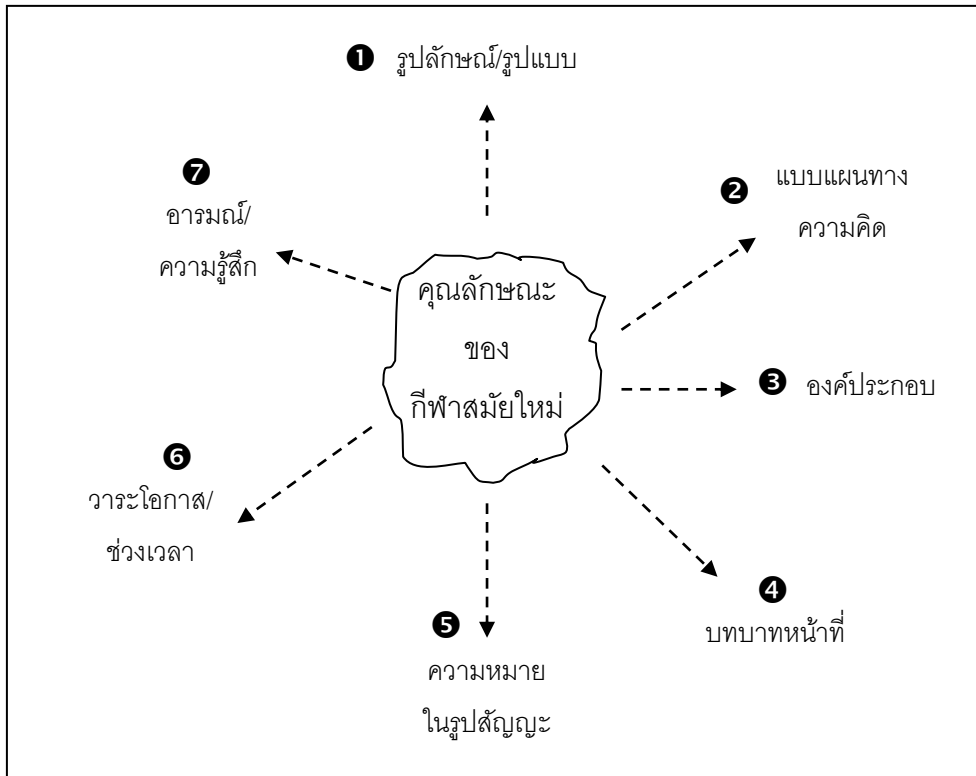 ❶ รูปลักษณ์/รูปแบบ
❷ แบบแผนทาง
ความคิด
❸ องค์ประกอบ
❹
บทบาทหน้าที่
❺
ความหมาย
ในรูปสัญญะ
❻
วาระโอกาส/
ช่วงเวลา
❼
อารมณ์/
ความรู้สึก
คุณลักษณะ
ของ
กีฬาสมัยใหม่